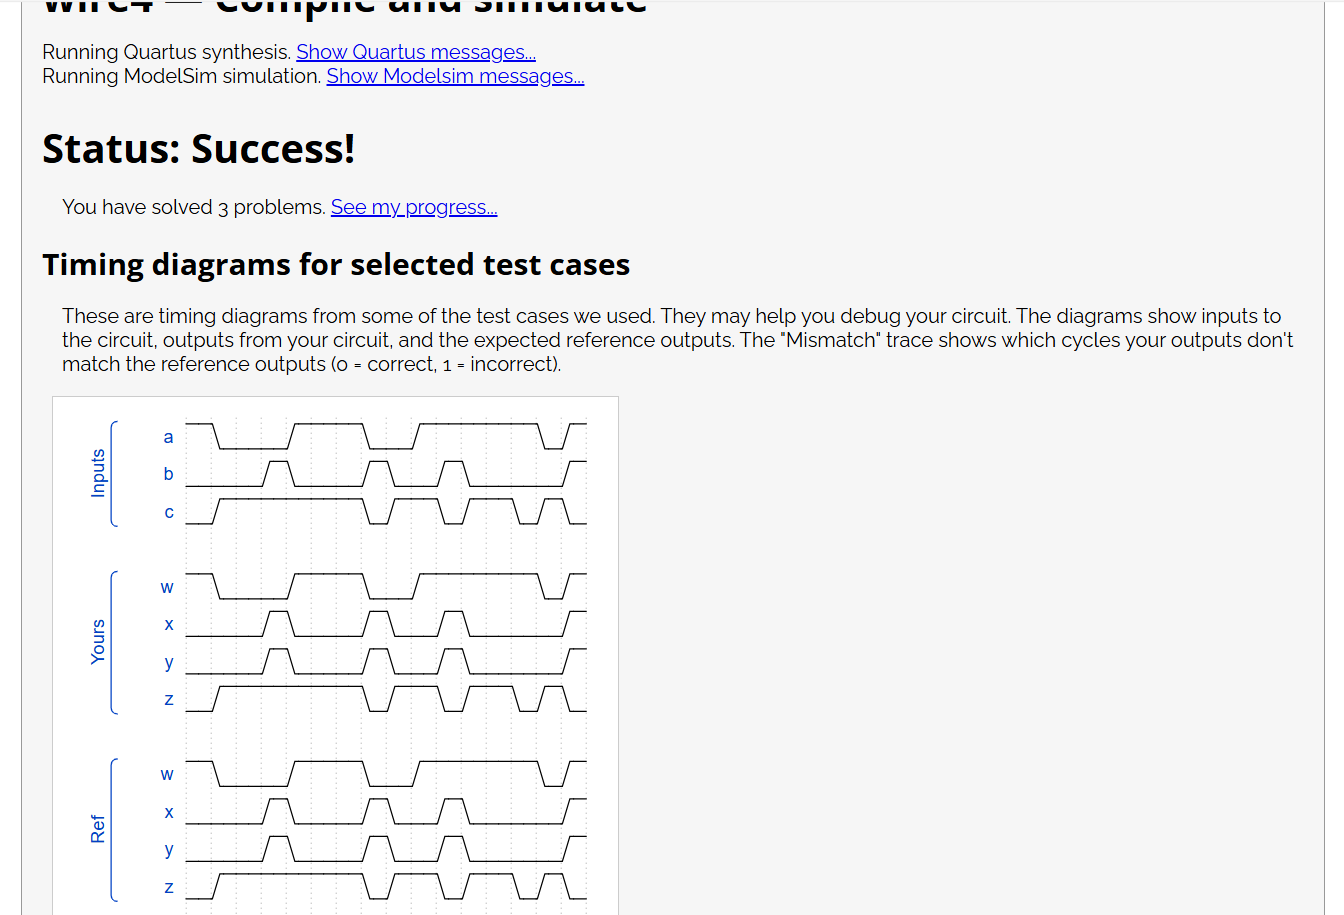 wire4 — Compile and simulate
Running Quartus synthesis. Show Quartus messages...
Running ModelSim simulation. Show Modelsim messages...
Status: Success!
You have solved 3 problems. See my progress...
Timing diagrams for selected test cases
These are timing diagrams from some of the test cases we used. They may help you debug your circuit. The diagrams show inputs to
the circuit, outputs from your circuit, and the expected reference outputs. The "Mismatch" trace shows which cycles your outputs don't
match the reference outputs (0 = correct, 1 = incorrect).
Inputs
a
b
c
Yours
w
x
y
z
Ref
w
x
y
z